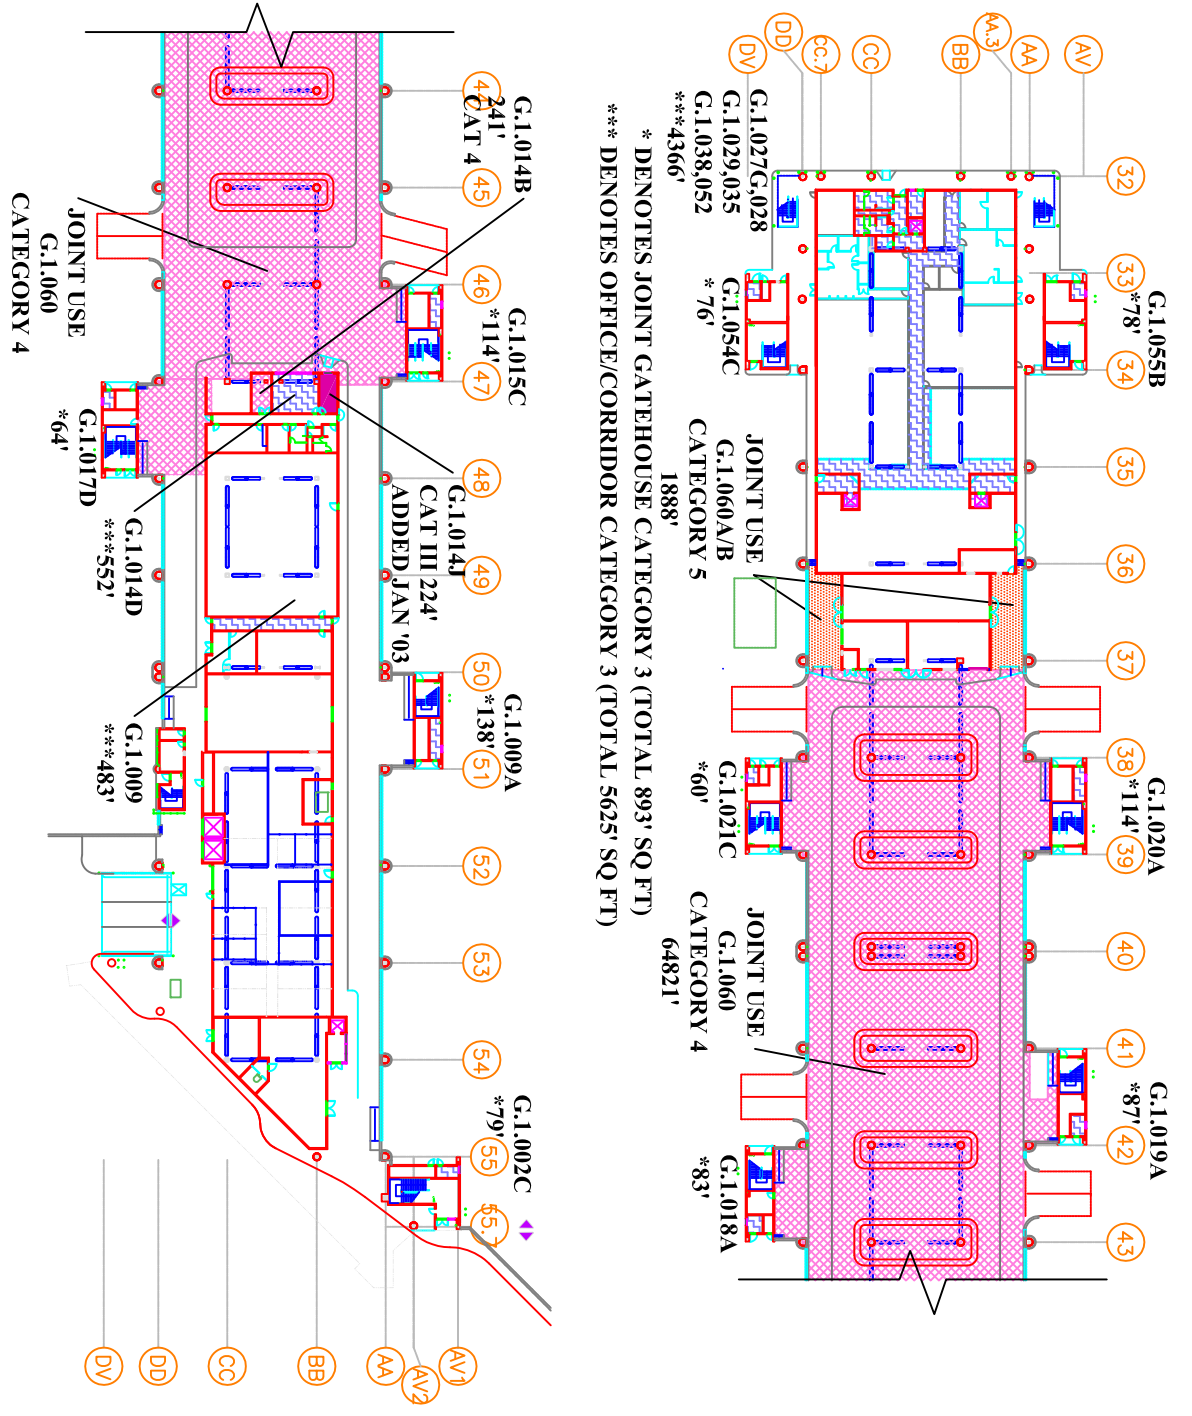 AV
AA
AA.3
BB
CC
CC.7
DD
DV
32
33
34
35
36
37
38
39
40
41
42
43
G.1.027G,028
G.1.029,035
G.1.038,052
***4366'
G.1.055B
*78'
G.1.054C
* 76'
JOINT USE
G.1.060A/B
CATEGORY 5
1888'
G.1.020A
*114'
G.1.021C
*60'
JOINT USE
G.1.060
CATEGORY 4
64821'
G.1.019A
*87'
G.1.018A
*83'
* DENOTES JOINT GATEHOUSE CATEGORY 3 (TOTAL 893' SQ FT)
*** DENOTES OFFICE/CORRIDOR CATEGORY 3 (TOTAL 5625' SQ FT)
45
46
47
48
49
50
51
52
53
54
55
G.1.014B
241'
CAT 4
JOINT USE
G.1.060
CATEGORY 4
G.1.015C
*114'
G.1.017D
*64'
G.1.014J
CAT III 224'
ADDED JAN '03
G.1.014D
***552'
G.1.009A
*138'
G.1.009
***483'
G.1.002C
*79'
AV1
AV2
AA
BB
CC
DD
DV